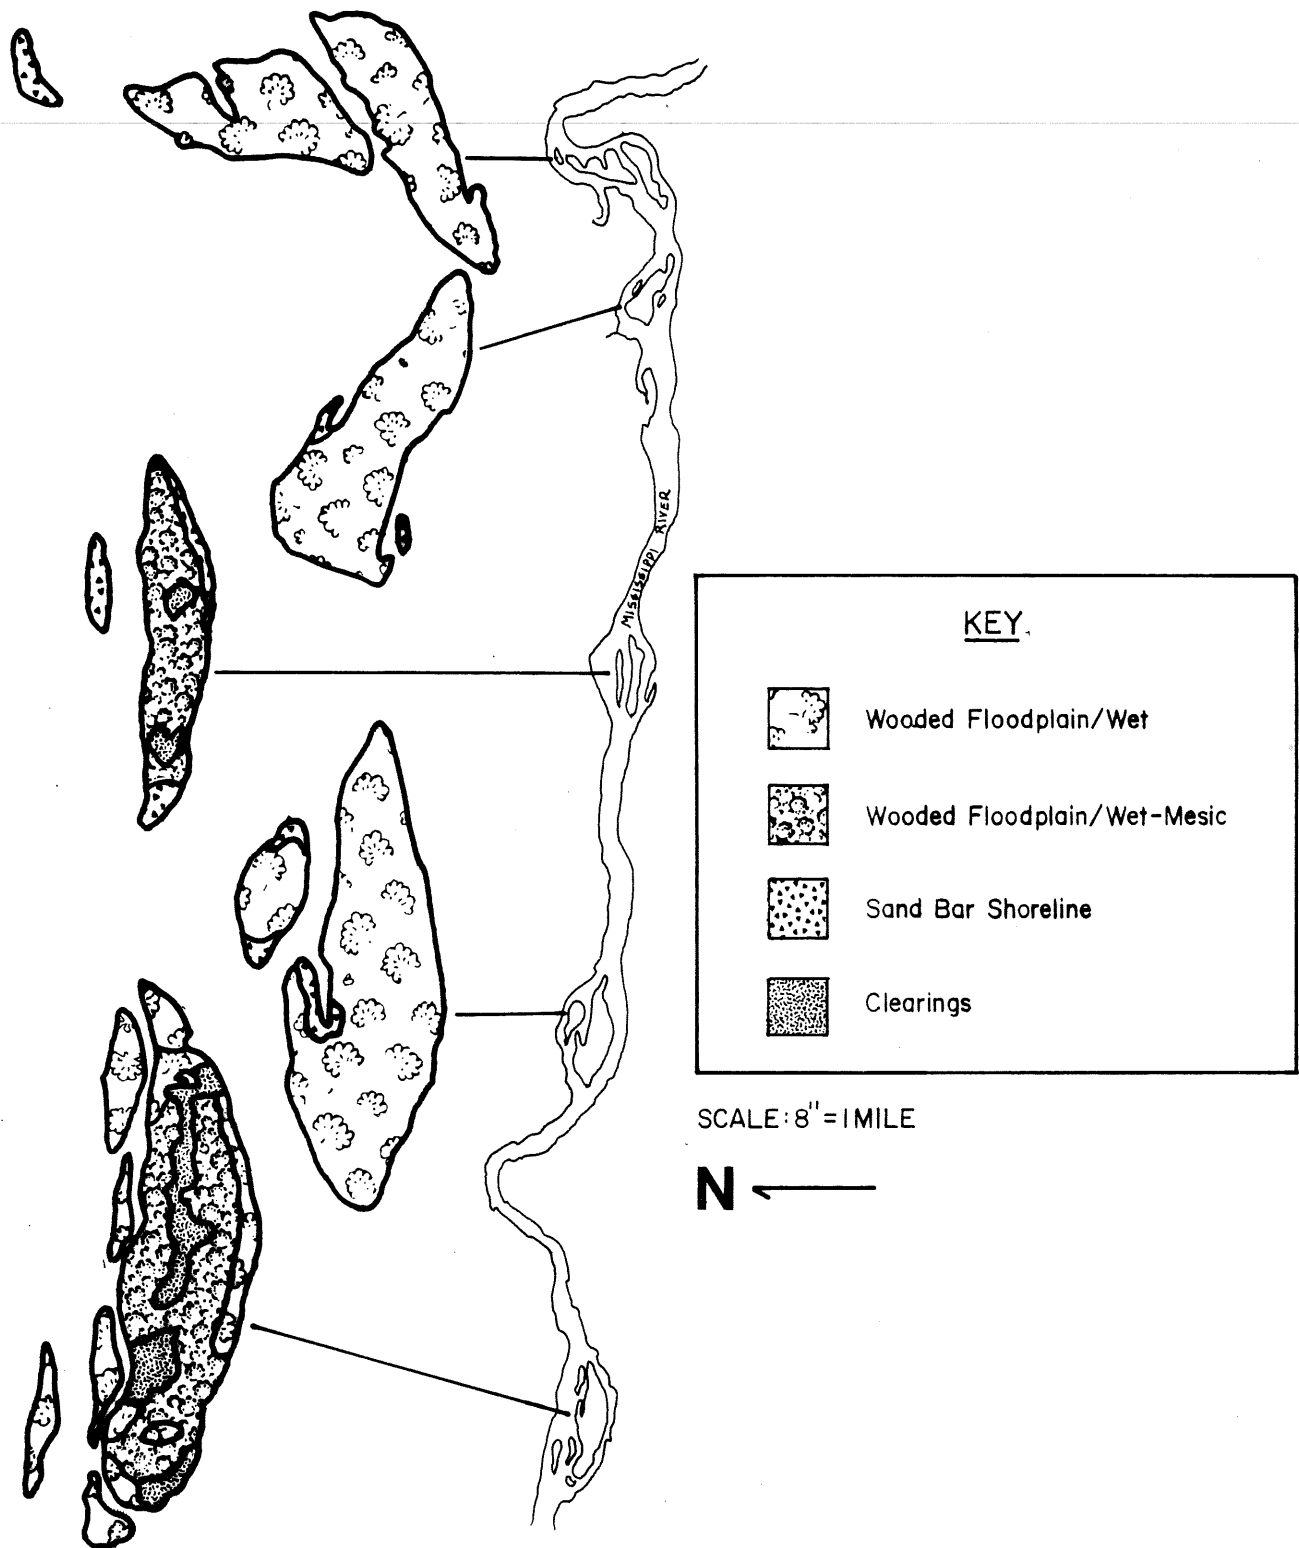 MISSISSIPPI RIVER
KEY
Wooded Floodplain/Wet
Wooded Floodplain/Wet-Mesic
Sand Bar Shoreline
Clearings
SCALE: 8" = 1 MILE
N